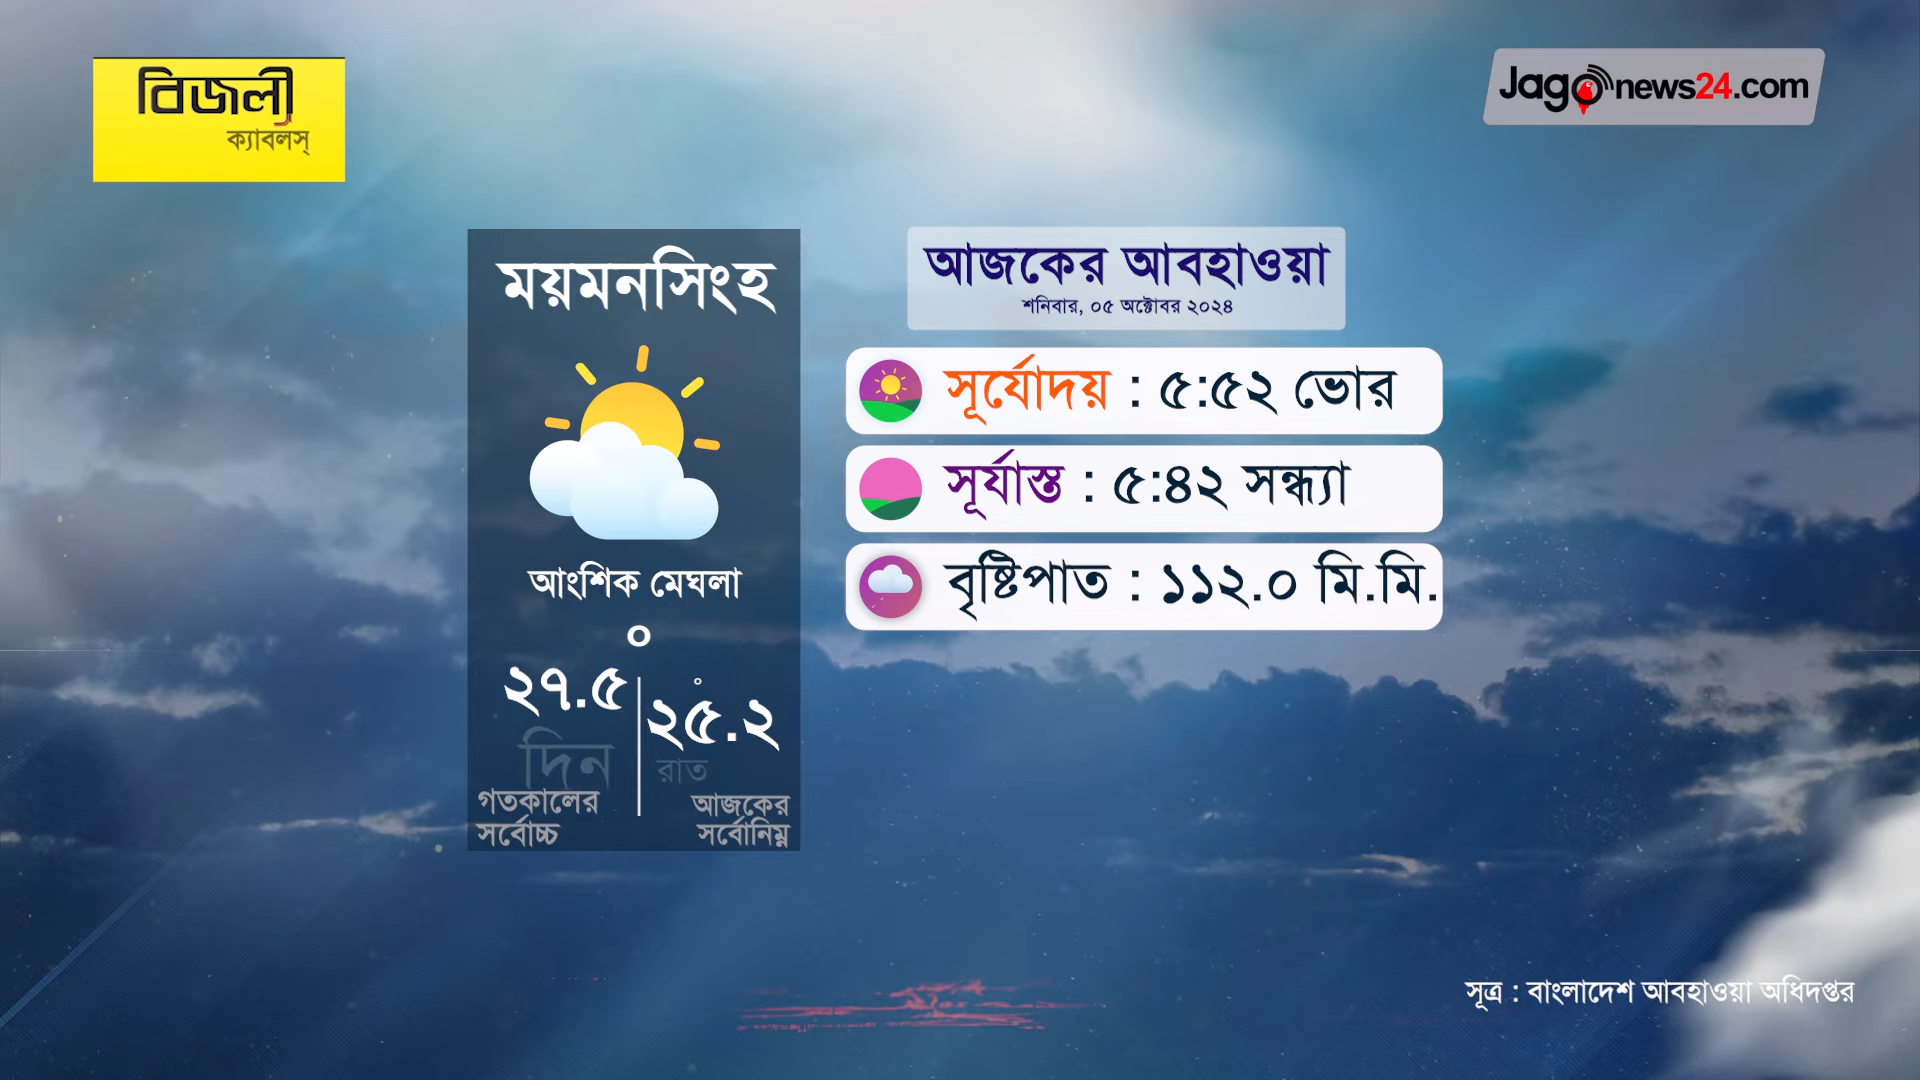 বিজলী
ক্যাবলস্
Jagonews24.com
ময়মনসিংহ
আংশিক মেঘলা
২৭.৫°
২৫.২°
দিন
রাত
গতকালের
সর্বোচ্চ
আজকের
সর্বোনিম্ন
আজকের আবহাওয়া
শনিবার, ০৫ অক্টোবর ২০২৪
সূর্যোদয় : ৫:৫২ ভোর
সূর্যাস্ত : ৫:৪২ সন্ধ্যা
বৃষ্টিপাত : ১১২.০ মি.মি.
সূত্র : বাংলাদেশ আবহাওয়া অধিদপ্তর